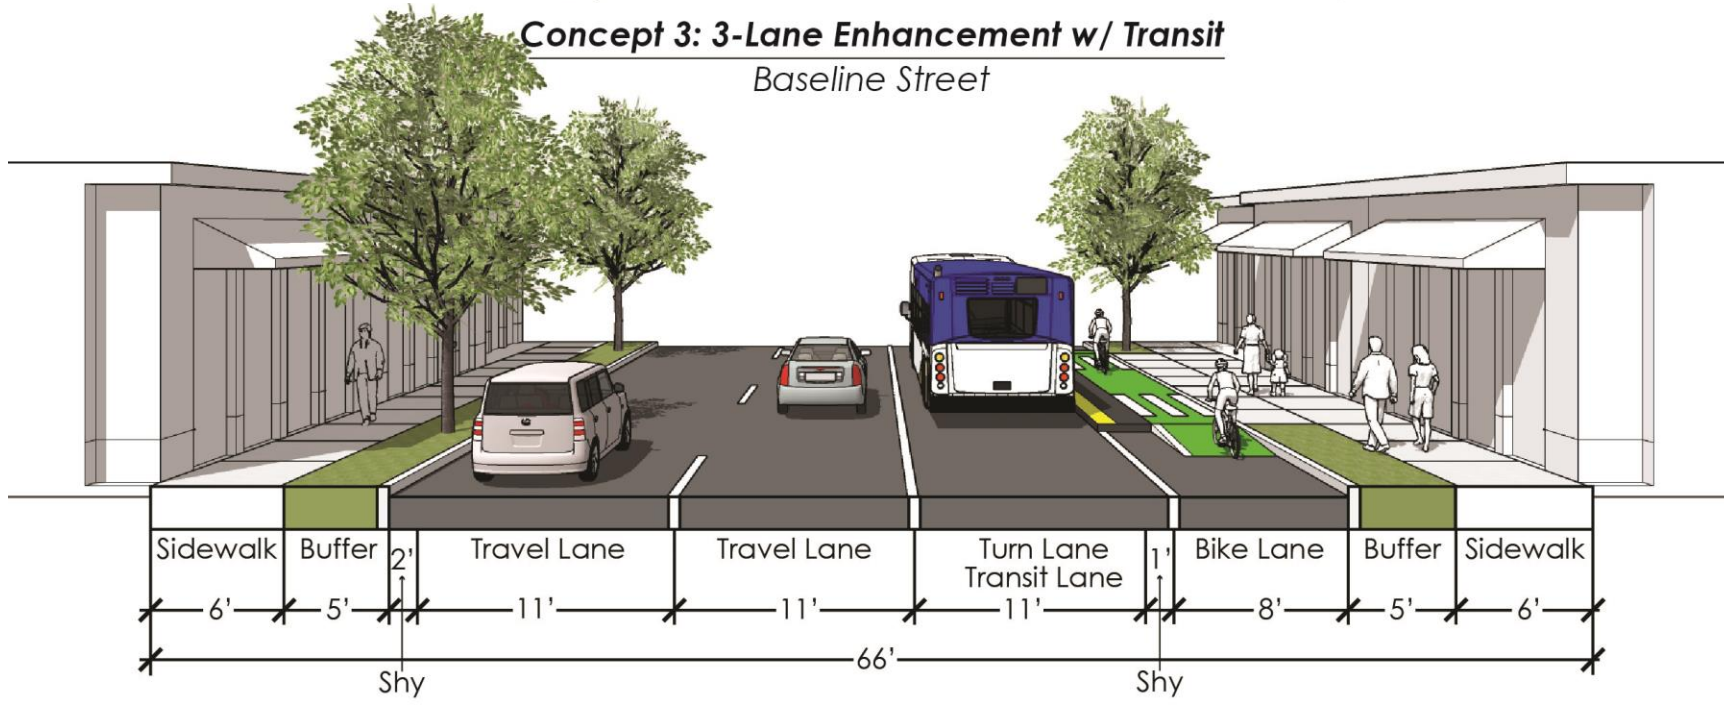 Concept 3: 3-Lane Enhancement w/ Transit
Baseline Street
Sidewalk
Buffer
2'
Travel Lane
Travel Lane
Turn Lane
Transit Lane
1'
Bike Lane
Buffer
Sidewalk
6'
5'
11'
11'
11'
8'
5'
6'
66'
Shy
Shy